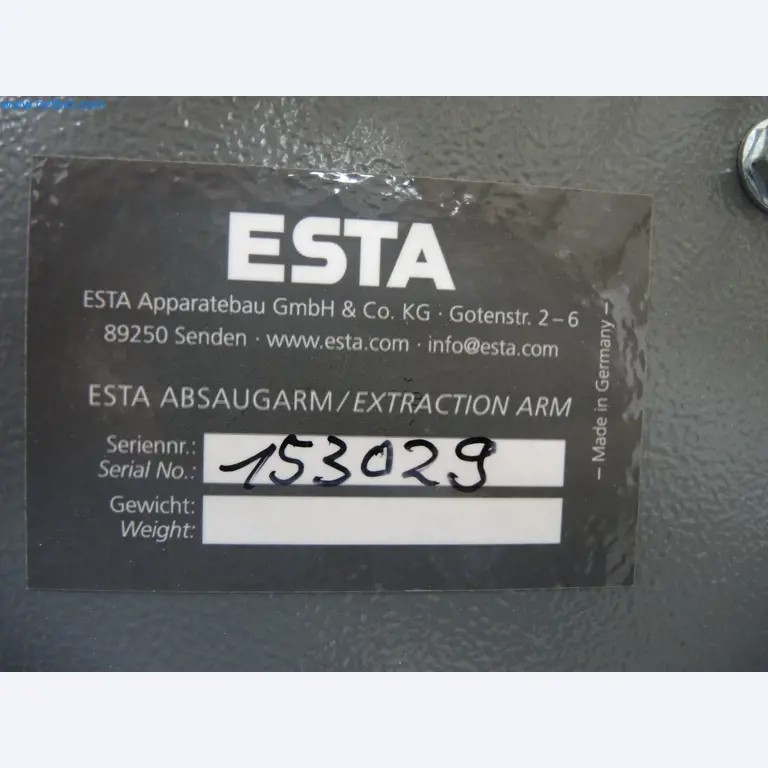 ESTA
ESTA Apparatebau GmbH & Co. KG · Gotenstr. 2–6
89250 Senden · www.esta.com · info@esta.com
ESTA ABSAUGARM/EXTRACTION ARM
Seriennr.:
Serial No.: 153029
Gewicht:
Weight:
– Made in Germany –